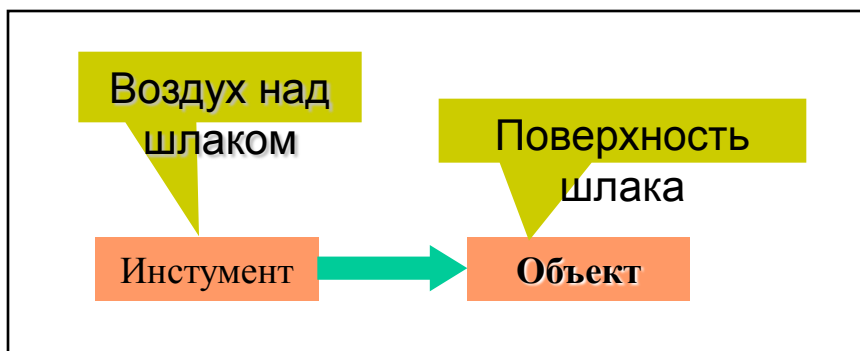 Воздух над
шлаком
Поверхность
шлака
Инстумент
Объект